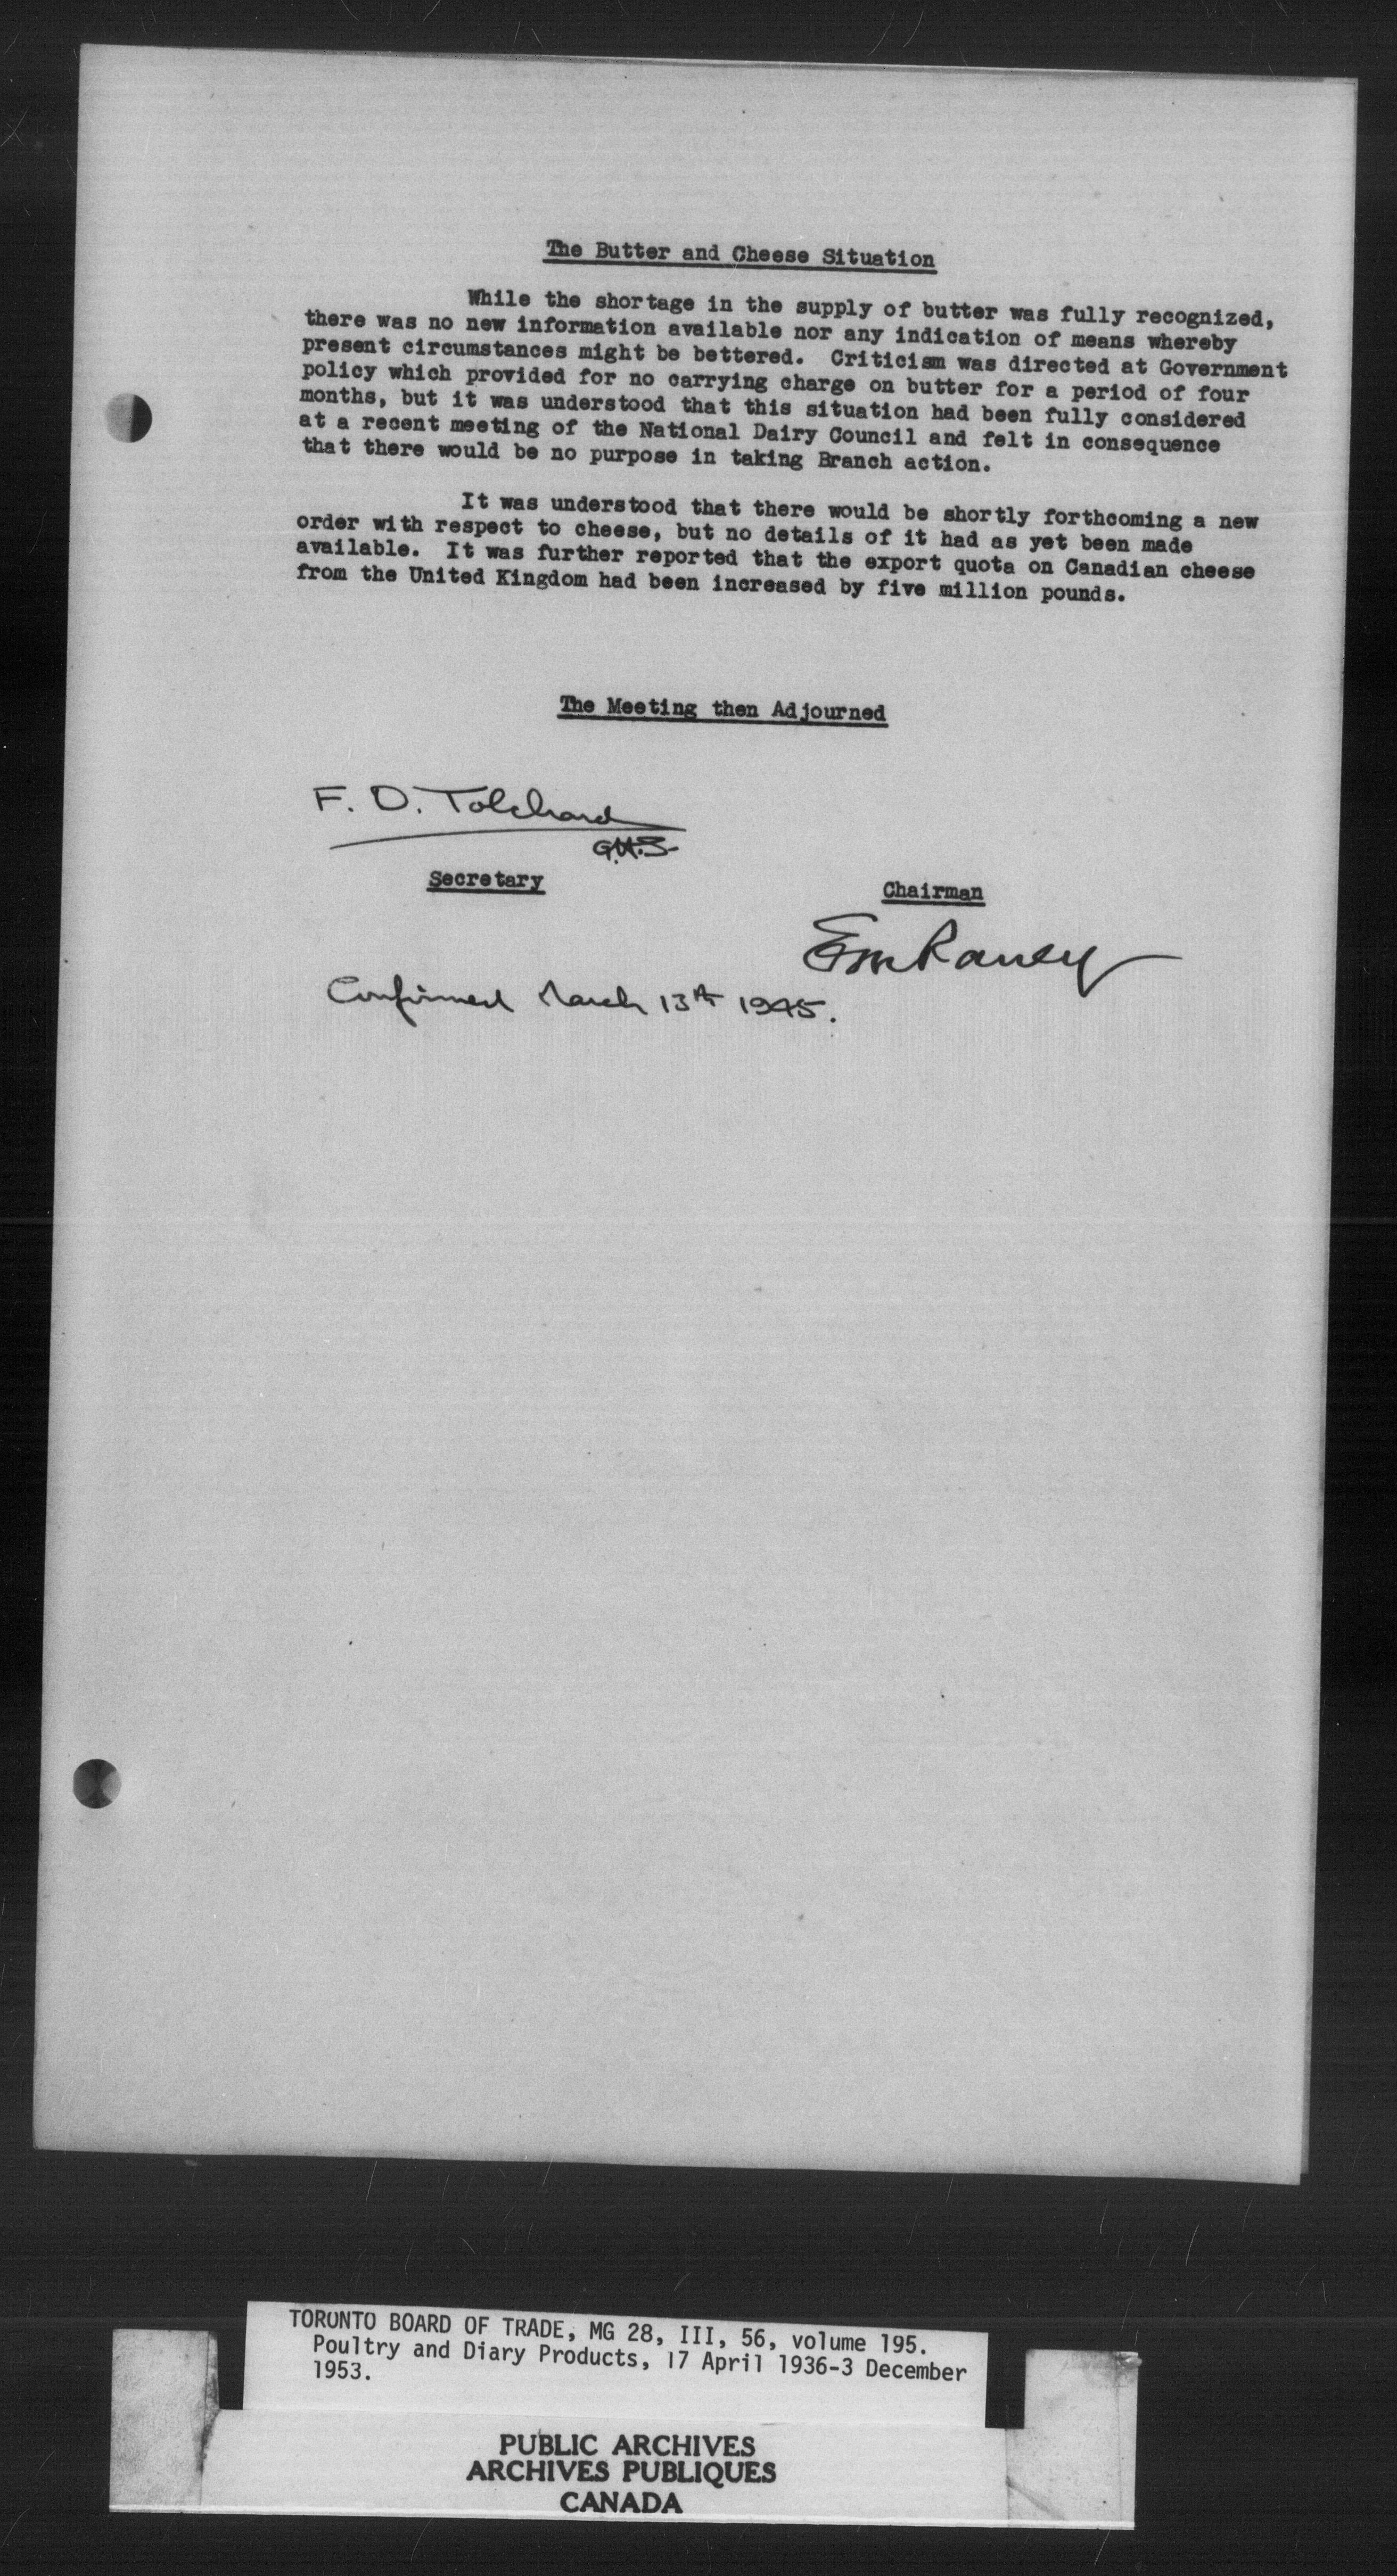 The Butter and Cheese Situation
While the shortage in the supply of butter was fully recognized,
there was no new information available nor any indication of means whereby
present circumstances might be bettered. Criticism was directed at Government
policy which provided for no carrying charge on butter for a period of four
months, but it was understood that this situation had been fully considered
at a recent meeting of the National Dairy Council and felt in consequence
that there would be no purpose in taking Branch action.
It was understood that there would be shortly forthcoming a new
order with respect to cheese, but no details of it had as yet been made
available. It was further reported that the export quota on Canadian cheese
from the United Kingdom had been increased by five million pounds.
The Meeting then Adjourned
F. D. Tolchard
G.H.S.
Secretary
Chairman
EmRaney
Confirmed March 13th 1945.
TORONTO BOARD OF TRADE, MG 28, III, 56, volume 195.
Poultry and Diary Products, 17 April 1936-3 December
1953.
PUBLIC ARCHIVES
ARCHIVES PUBLIQUES
CANADA